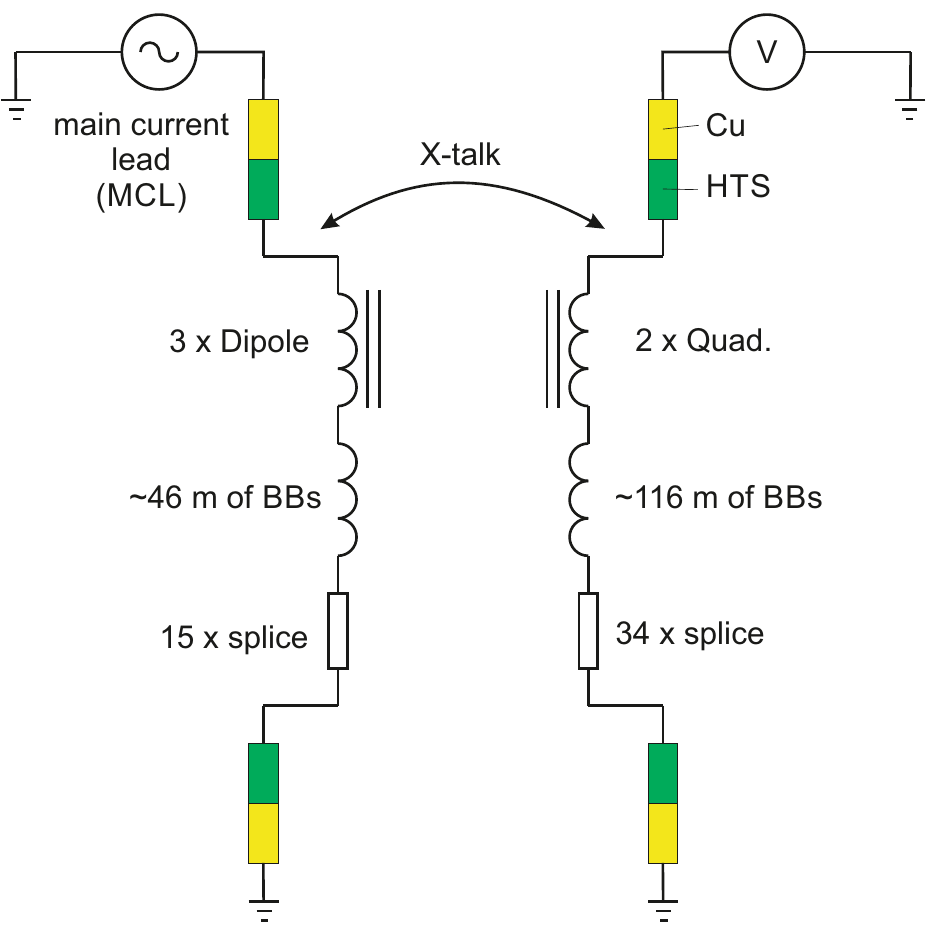 V
main current
lead
(MCL)
Cu
X-talk
HTS
3 x Dipole
2 x Quad.
~46 m of BBs
~116 m of BBs
15 x splice
34 x splice